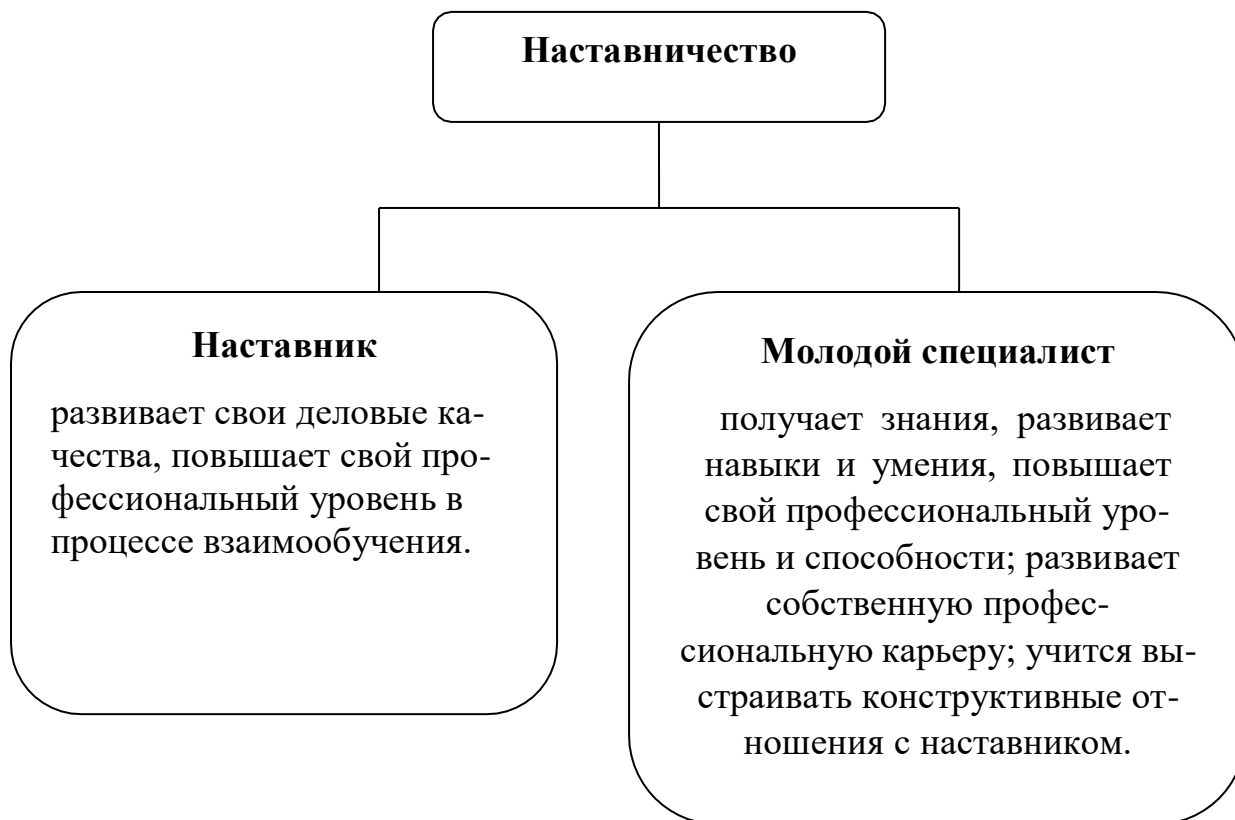 Наставничество
Наставник
развивает свои деловые ка-
чества, повышает свой про-
фессиональный уровень в
процессе взаимообучения.
Молодой специалист
получает знания, развивает
навыки и умения, повышает
свой профессиональный уро-
вень и способности; развивает
собственную профес-
сиональную карьеру; учится вы-
страивать конструктивные от-
ношения с наставником.